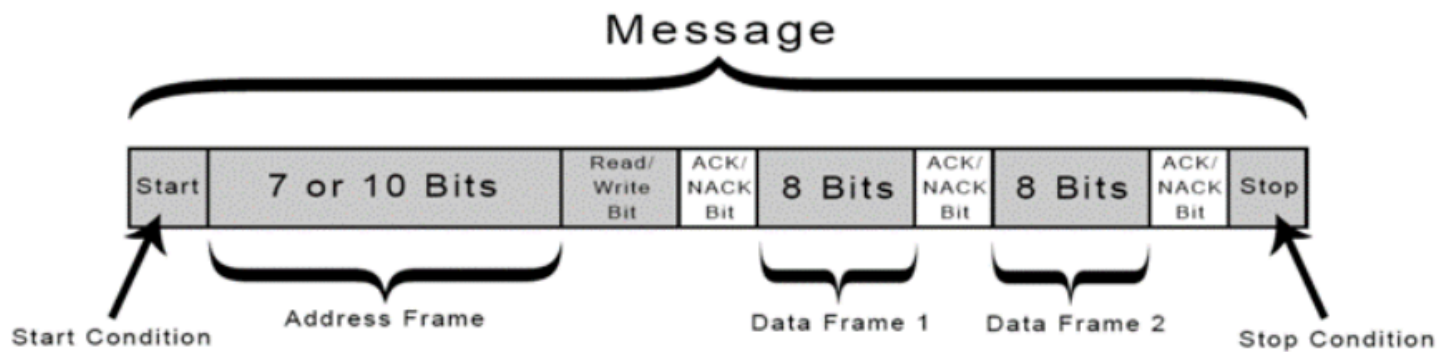 Message
Start
7 or 10 Bits
Read/
Write
Bit
ACK/
NACK
Bit
8 Bits
ACK/
NACK
Bit
8 Bits
ACK/
NACK
Bit
Stop
Start Condition
Address Frame
Data Frame 1
Data Frame 2
Stop Condition